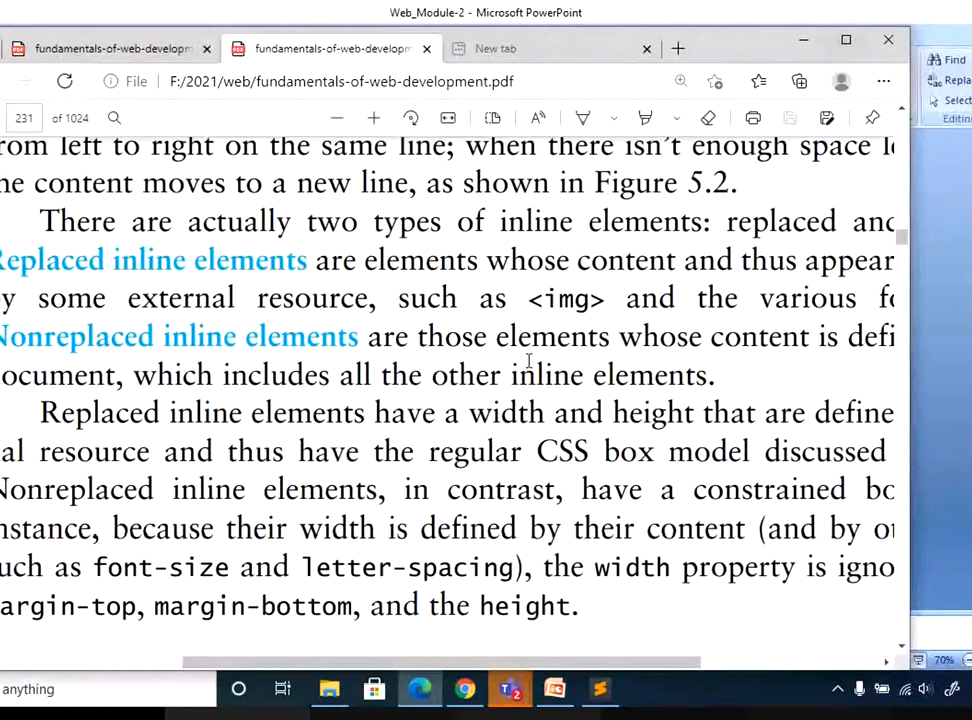 Web_Module-2 - Microsoft PowerPoint
fundamentals-of-web-developm
fundamentals-of-web-developm
New tab
File F:/2021/web/fundamentals-of-web-development.pdf
Find
Repla
Select
Editin
231 of 1024
rom left to right on the same line; when there isn't enough space l
he content moves to a new line, as shown in Figure 5.2.
There are actually two types of inline elements: replaced and
Replaced inline elements are elements whose content and thus appear
by some external resource, such as <img> and the various fo
Nonreplaced inline elements are those elements whose content is defi
ocument, which includes all the other inline elements.
Replaced inline elements have a width and height that are define
al resource and thus have the regular CSS box model discussed
Nonreplaced inline elements, in contrast, have a constrained bo
nstance, because their width is defined by their content (and by o
uch as font-size and letter-spacing), the width property is igno
argin-top, margin-bottom, and the height.
70%
anything
2